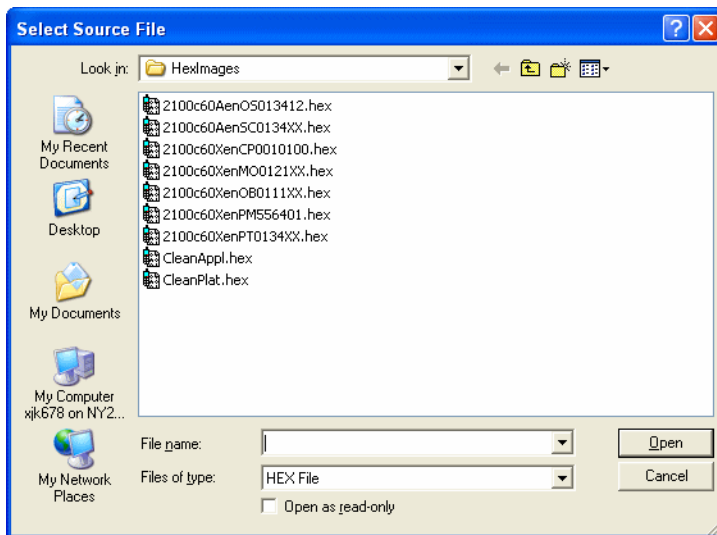 Select Source File
Look in:
HexImages
My Recent
Documents
Desktop
My Documents
My Computer
xjk678 on NY2...
My Network
Places
2100c60AenOS013412.hex
2100c60AenSC0134XX.hex
2100c60XenCP0010100.hex
2100c60XenMO0121XX.hex
2100c60XenOB0111XX.hex
2100c60XenPM556401.hex
2100c60XenPT0134XX.hex
CleanAppl.hex
CleanPlat.hex
File name:
Open
Files of type:
HEX File
Cancel
Open as read-only